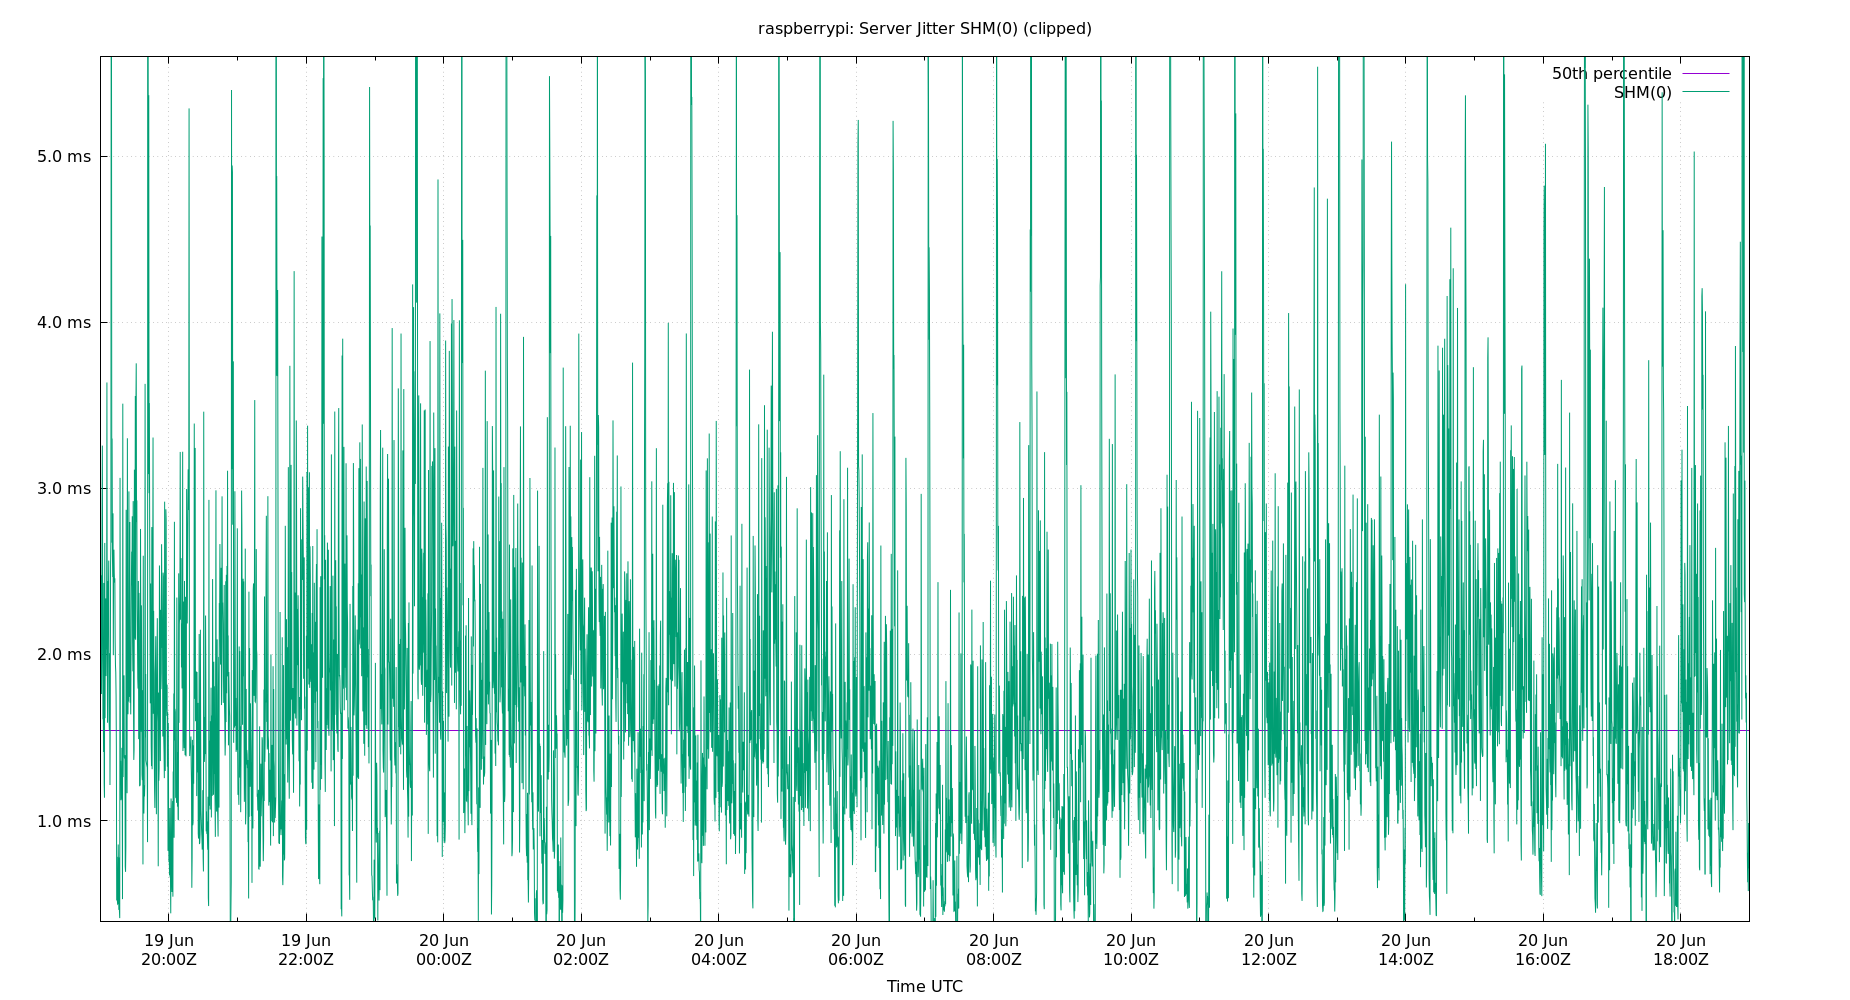 raspberrypi: Server Jitter SHM(0) (clipped)
50th percentile
SHM(0)
5.0 ms
4.0 ms
3.0 ms
2.0 ms
1.0 ms
19 Jun 19 Jun 20 Jun 20 Jun 20 Jun 20 Jun 20 Jun 20 Jun 20 Jun 20 Jun 20 Jun 20 Jun
20:00Z 22:00Z 00:00Z 02:00Z 04:00Z 06:00Z 08:00Z 10:00Z 12:00Z 14:00Z 16:00Z 18:00Z
Time UTC